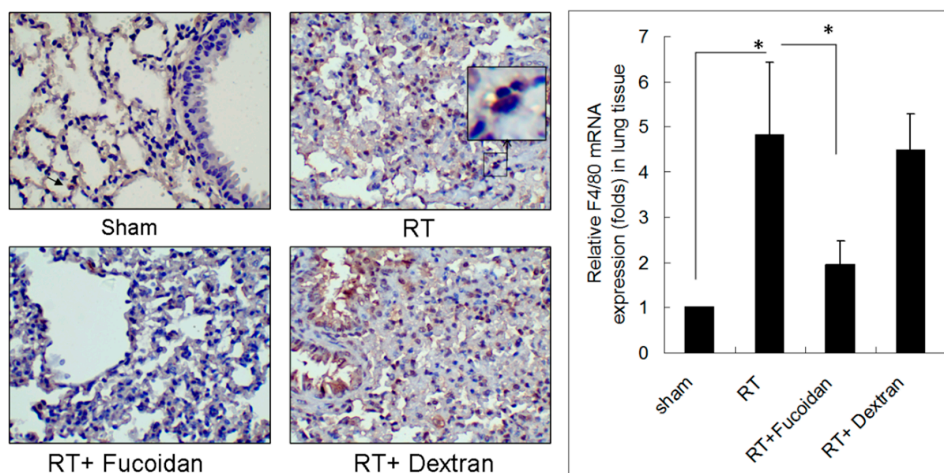 Sham
RT
RT+ Fucoidan
RT+ Dextran
Relative F4/80 mRNA
expression (folds) in lung tissue
7
6
5
4
3
2
1
0
*
*
sham
RT
RT+Fucoidan
RT+ Dextran